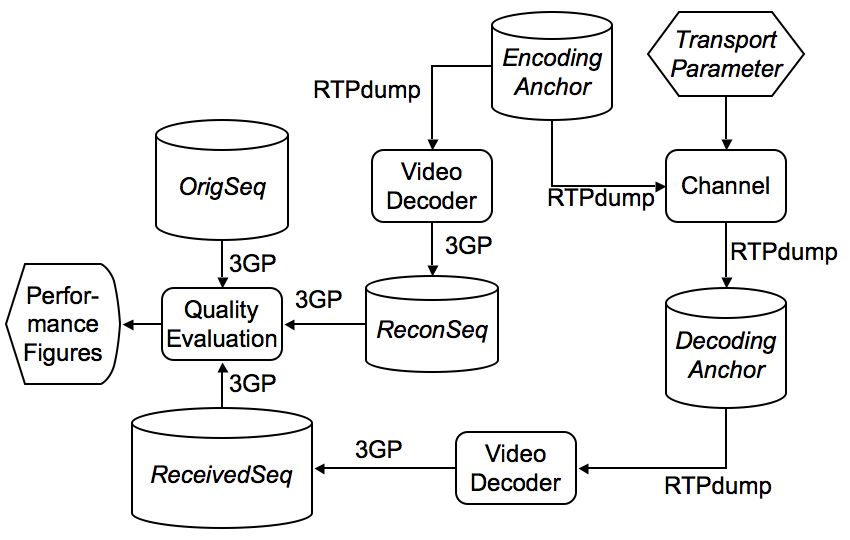 Encoding
Anchor
Transport
Parameter
RTPdump
OrigSeq
Video
Decoder
Channel
RTPdump
3GP
RTPdump
3GP
Perfor-
mance
Figures
Quality
Evaluation
3GP
ReconSeq
Decoding
Anchor
3GP
ReceivedSeq
3GP
Video
Decoder
RTPdump